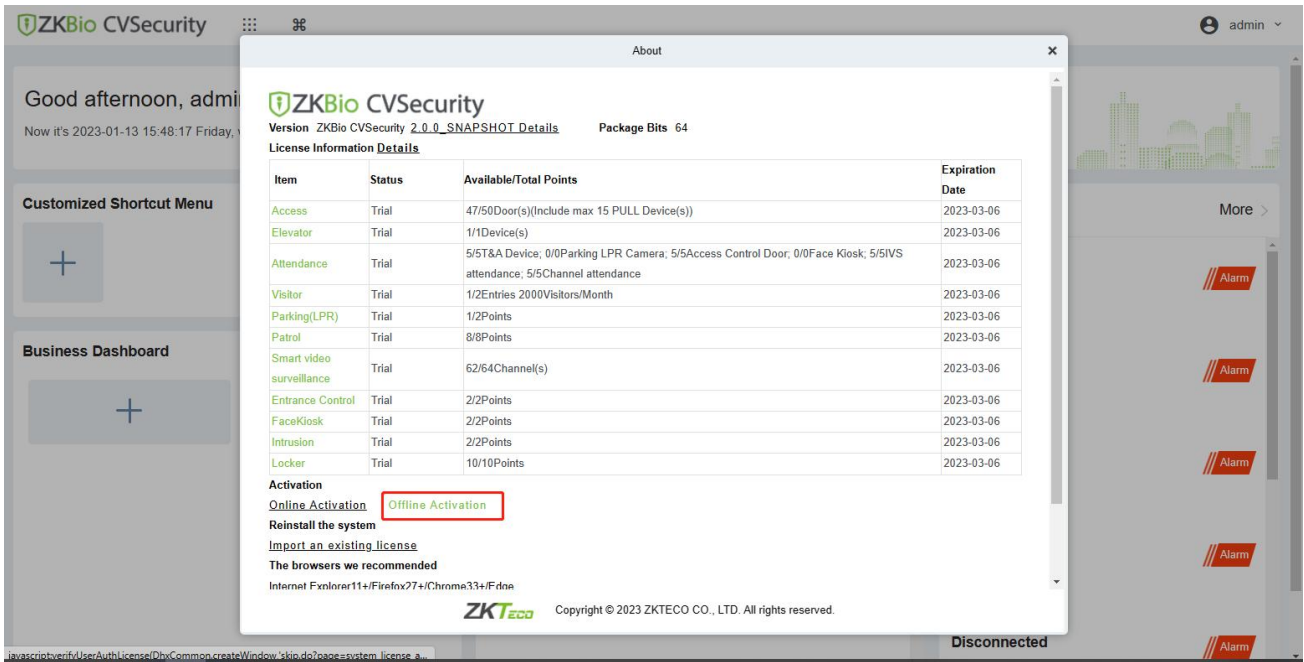 ZKBio CVSecurity
admin
About
Good afternoon, admi
Now it's 2023-01-13 15:48:17 Friday,
ZKBio CVSecurity
Version ZKBio CVSecurity 2.0.0_SNAPSHOT Details Package Bits 64
License Information Details
Item Status Available/Total Points Expiration Date
Access Trial 47/50Door(s)(Include max 15 PULL Device(s)) 2023-03-06
Elevator Trial 1/1Device(s) 2023-03-06
Attendance Trial 5/5T&A Device; 0/0Parking LPR Camera; 5/5Access Control Door; 0/0Face Kiosk; 5/5IVS
attendance; 5/5Channel attendance 2023-03-06
Visitor Trial 1/2Entries 2000Visitors/Month 2023-03-06
Parking(LPR) Trial 1/2Points 2023-03-06
Patrol Trial 8/8Points 2023-03-06
Smart video surveillance Trial 62/64Channel(s) 2023-03-06
Entrance Control Trial 2/2Points 2023-03-06
FaceKiosk Trial 2/2Points 2023-03-06
Intrusion Trial 2/2Points 2023-03-06
Locker Trial 10/10Points 2023-03-06
Activation
Online Activation Offline Activation
Reinstall the system
Import an existing license
The browsers we recommended
Internet Explorer11+/Firefox27+/Chrome33+/Edge
ZKTeco Copyright © 2023 ZKTECO CO., LTD. All rights reserved.
Customized Shortcut Menu
Business Dashboard
More
Alarm
Alarm
Alarm
Alarm
Disconnected
Alarm
javascript:verifyUserAuthLicense(DhxCommon.createWindow,'skip.do?page=system_license_a...